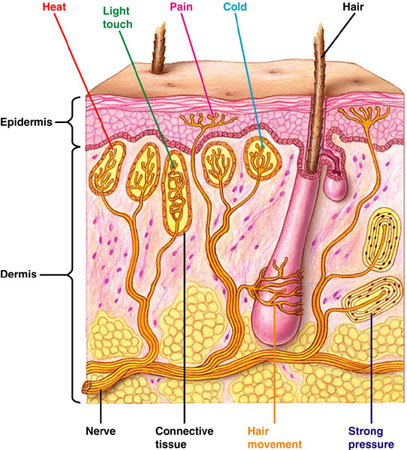 Heat
Light
touch
Pain
Cold
Hair
Epidermis
Dermis
Nerve
Connective
tissue
Hair
movement
Strong
pressure